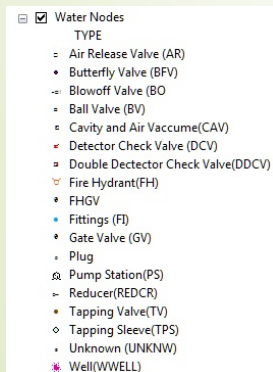 Water Nodes
TYPE
Air Release Valve (AR)
Butterfly Valve (BFV)
Blowoff Valve (BO
Ball Valve (BV)
Cavity and Air Vaccume(CAV)
Detector Check Valve (DCV)
Double Dectector Check Valve(DDCV)
Fire Hydrant(FH)
FHGV
Fittings (FI)
Gate Valve (GV)
Plug
Pump Station(PS)
Reducer(REDCR)
Tapping Valve(TV)
Tapping Sleeve(TPS)
Unknown (UNKNW)
Well(WWELL)